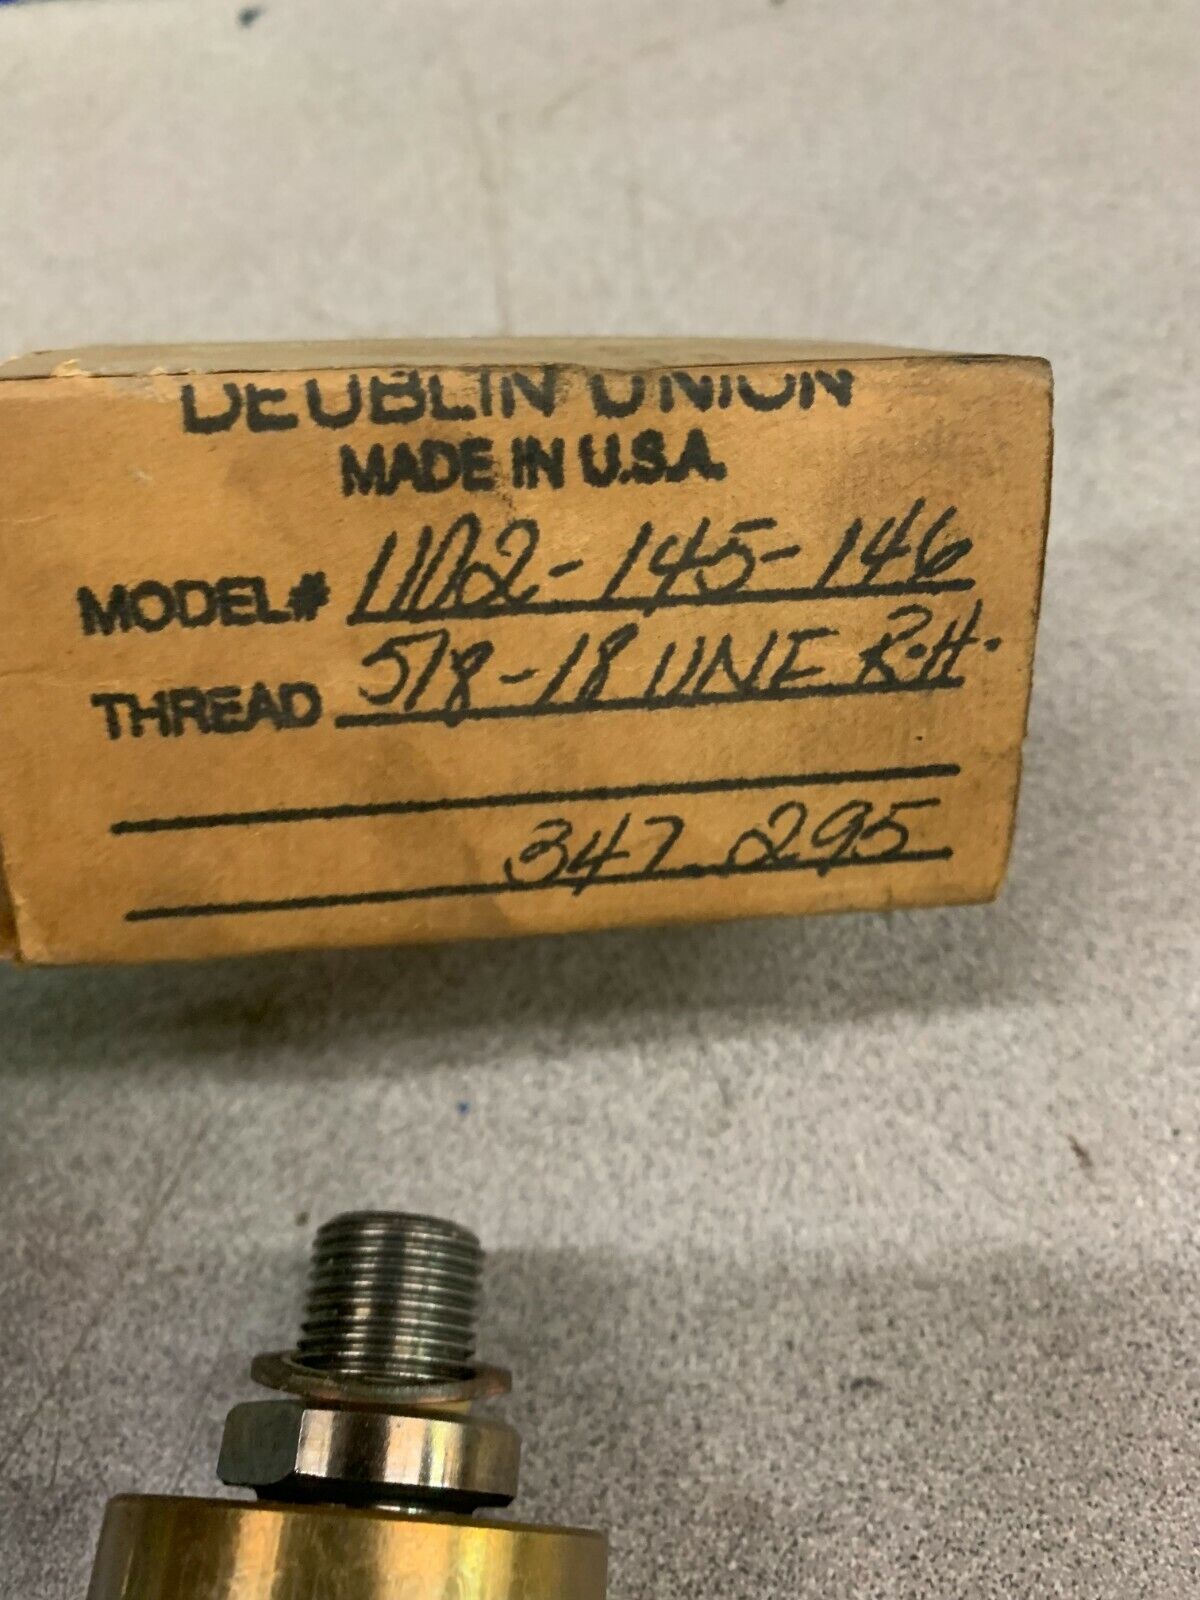 DEUBLIN UNION
MADE IN U.S.A.
MODEL# 1102-145-146
THREAD 5/8-18 UNF R.H.
347.295